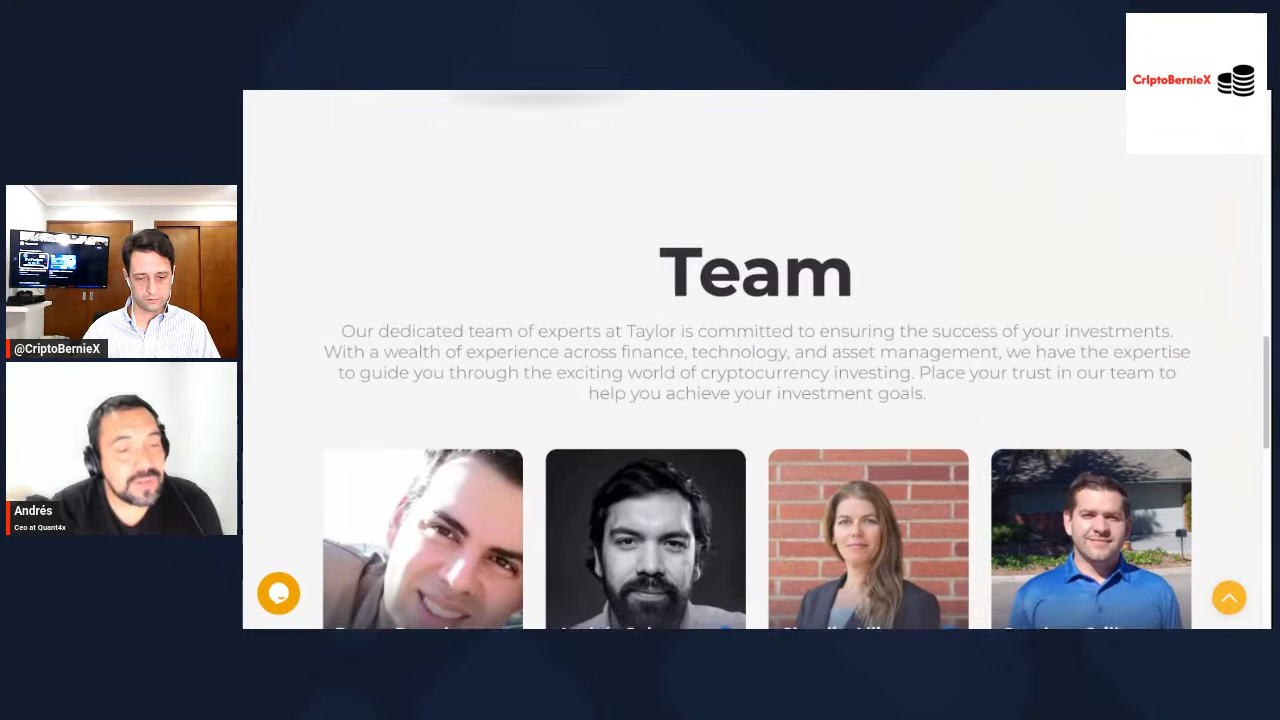 CrIptoBernieX
Team
Our dedicated team of experts at Taylor is committed to ensuring the success of your investments.
With a wealth of experience across finance, technology, and asset management, we have the expertise
to guide you through the exciting world of cryptocurrency investing. Place your trust in our team to
help you achieve your investment goals.
@CriptoBernieX
Andrés
Ceo at Quant4x